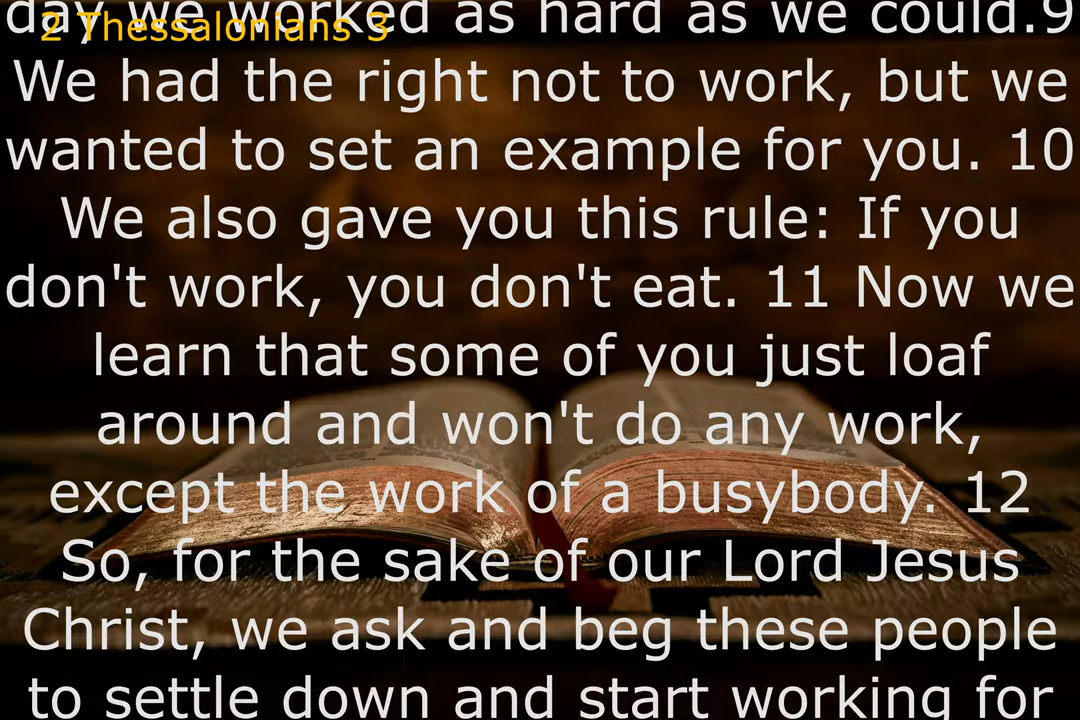 day we worked as hard as we could.9
2 Thessalonians 3
We had the right not to work, but we
wanted to set an example for you. 10
We also gave you this rule: If you
don't work, you don't eat. 11 Now we
learn that some of you just loaf
around and won't do any work,
except the work of a busybody. 12
So, for the sake of our Lord Jesus
Christ, we ask and beg these people
to settle down and start working for